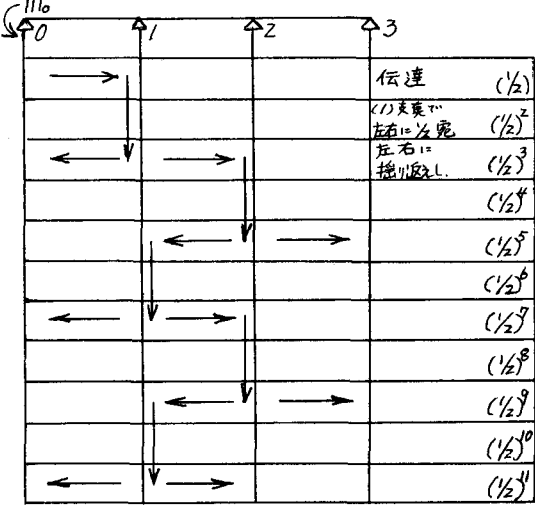 m₀
0 1 2 3
伝達 (1/2)
(1)支点で
左右に1/2宛 (1/2)²
左右に
揺り返えし. (1/2)³
(1/2)⁴
(1/2)⁵
(1/2)⁶
(1/2)⁷
(1/2)⁸
(1/2)⁹
(1/2)¹⁰
(1/2)¹¹